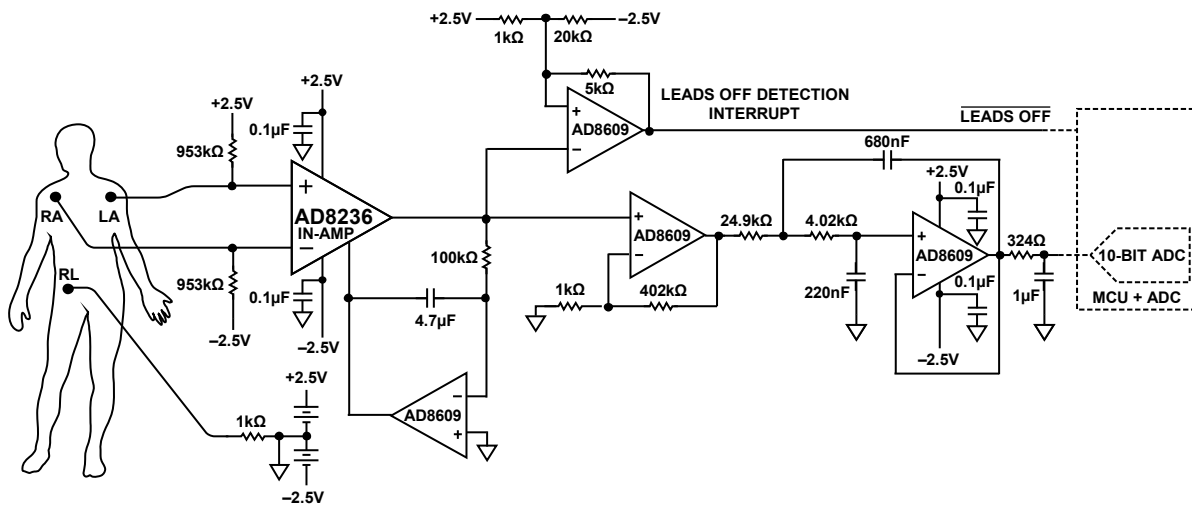 +2.5V
–2.5V
1kΩ
20kΩ
5kΩ
+
AD8609
–
LEADS OFF DETECTION
INTERRUPT
LEADS OFF
+2.5V
+2.5V
0.1µF
953kΩ
+
AD8236
IN-AMP
–
RA
LA
RL
953kΩ
–2.5V
0.1µF
–2.5V
100kΩ
4.7µF
–
AD8609
+
+2.5V
1kΩ
–2.5V
+
AD8609
–
1kΩ
402kΩ
24.9kΩ
4.02kΩ
680nF
220nF
+2.5V
0.1µF
+
AD8609
–
0.1µF
–2.5V
324Ω
1µF
10-BIT ADC
MCU + ADC